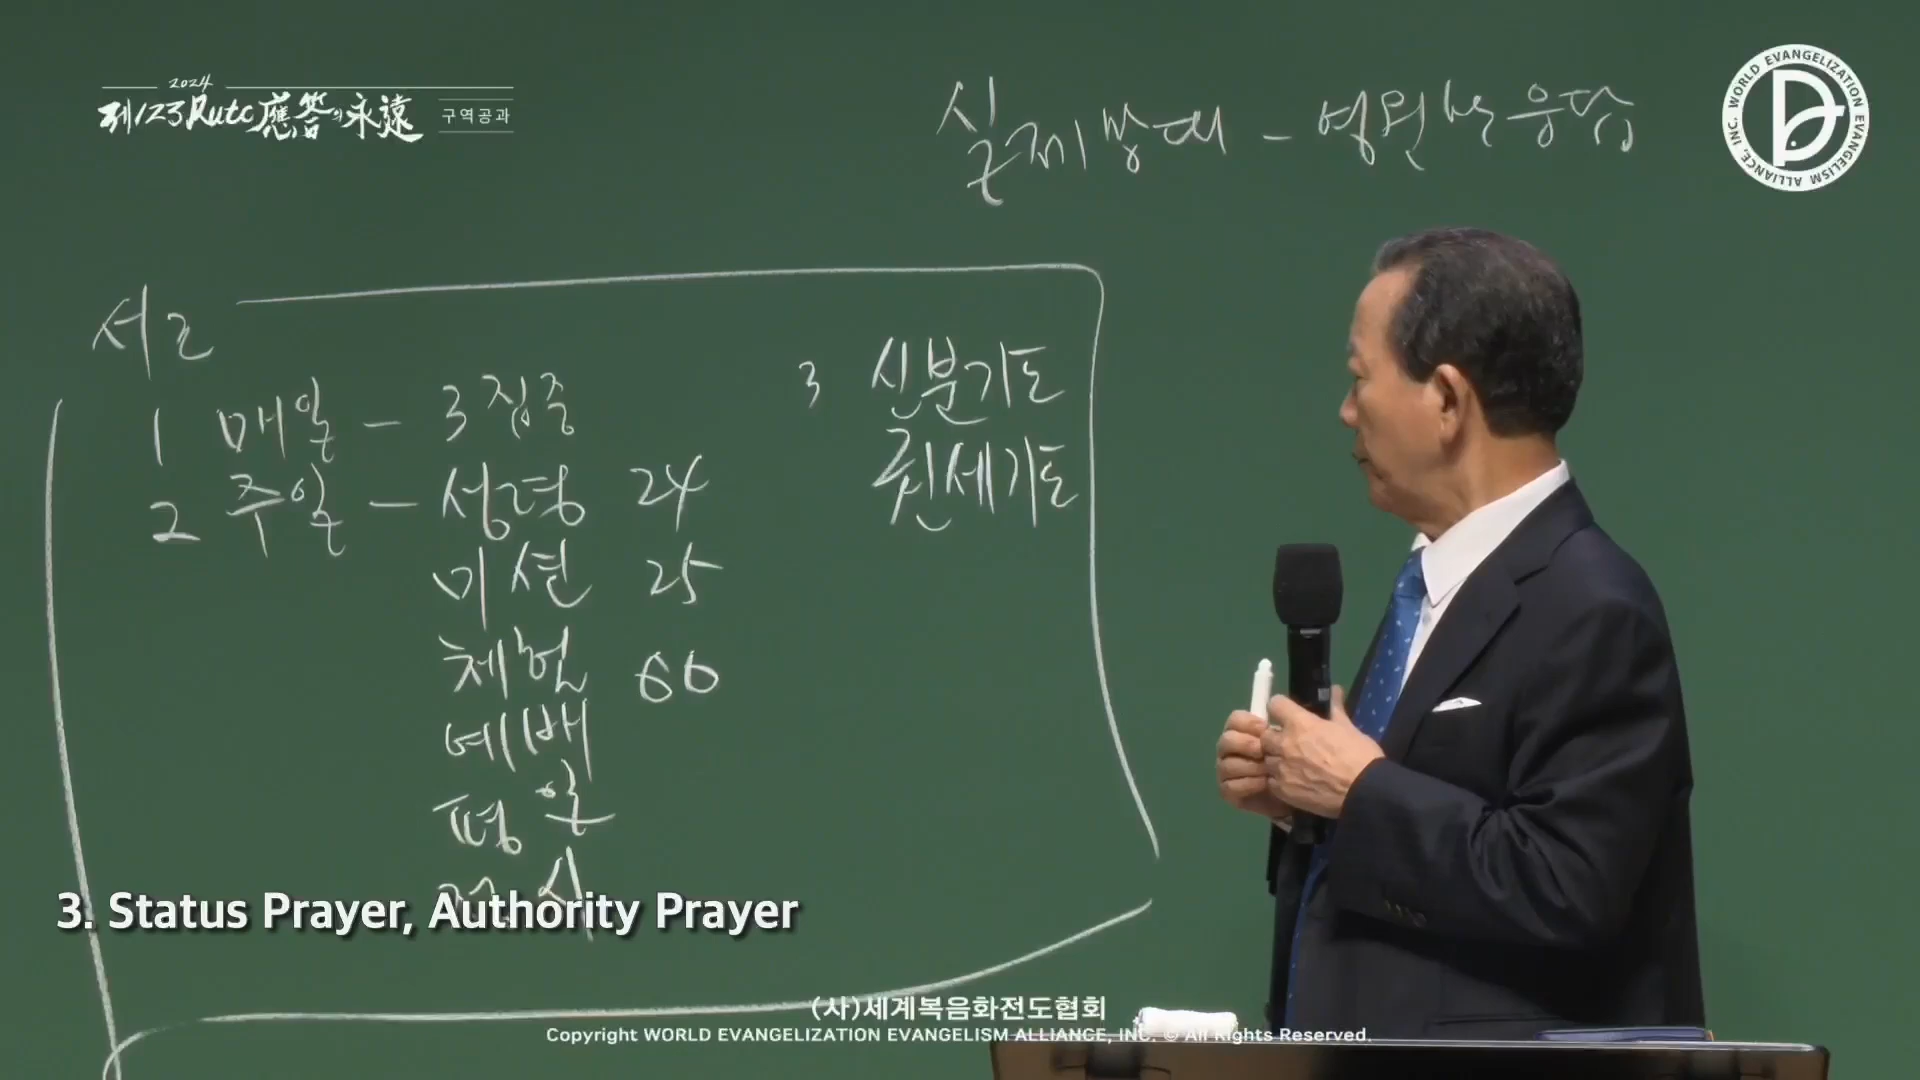 2024
제123 Rutc 應答의 永遠 구역공과
WORLD EVANGELIZATION EVANGELISM ALLIANCE, INC.
실제망대 - 영원한 응답
서론
1 매일 - 3집중
2 주일 - 성령 24
미션 25
체험 60
예배
평일
3 신분기도
권세기도
3. Status Prayer, Authority Prayer
(사)세계복음화전도협회
Copyright WORLD EVANGELIZATION EVANGELISM ALLIANCE, INC. © All Rights Reserved.